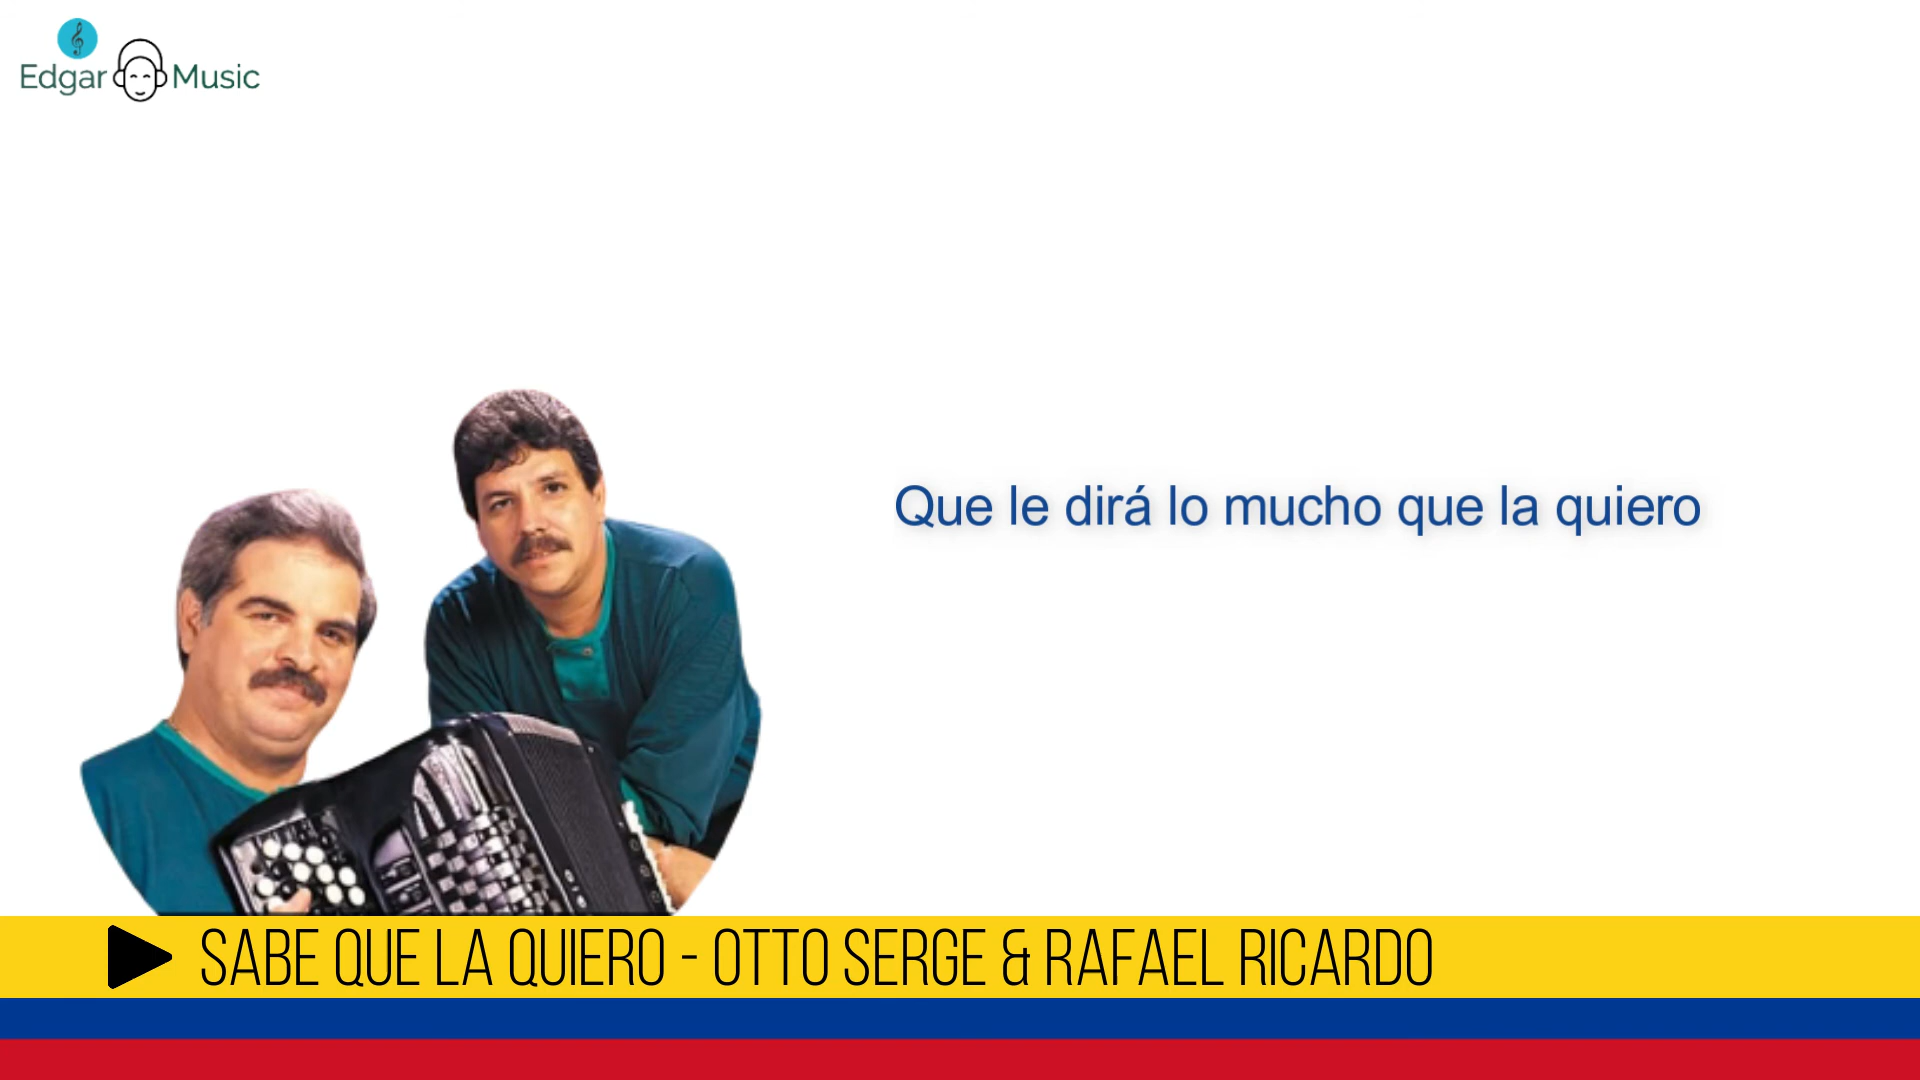 Edgar Music
Que le dirá lo mucho que la quiero
SABE QUE LA QUIERO - OTTO SERGE & RAFAEL RICARDO